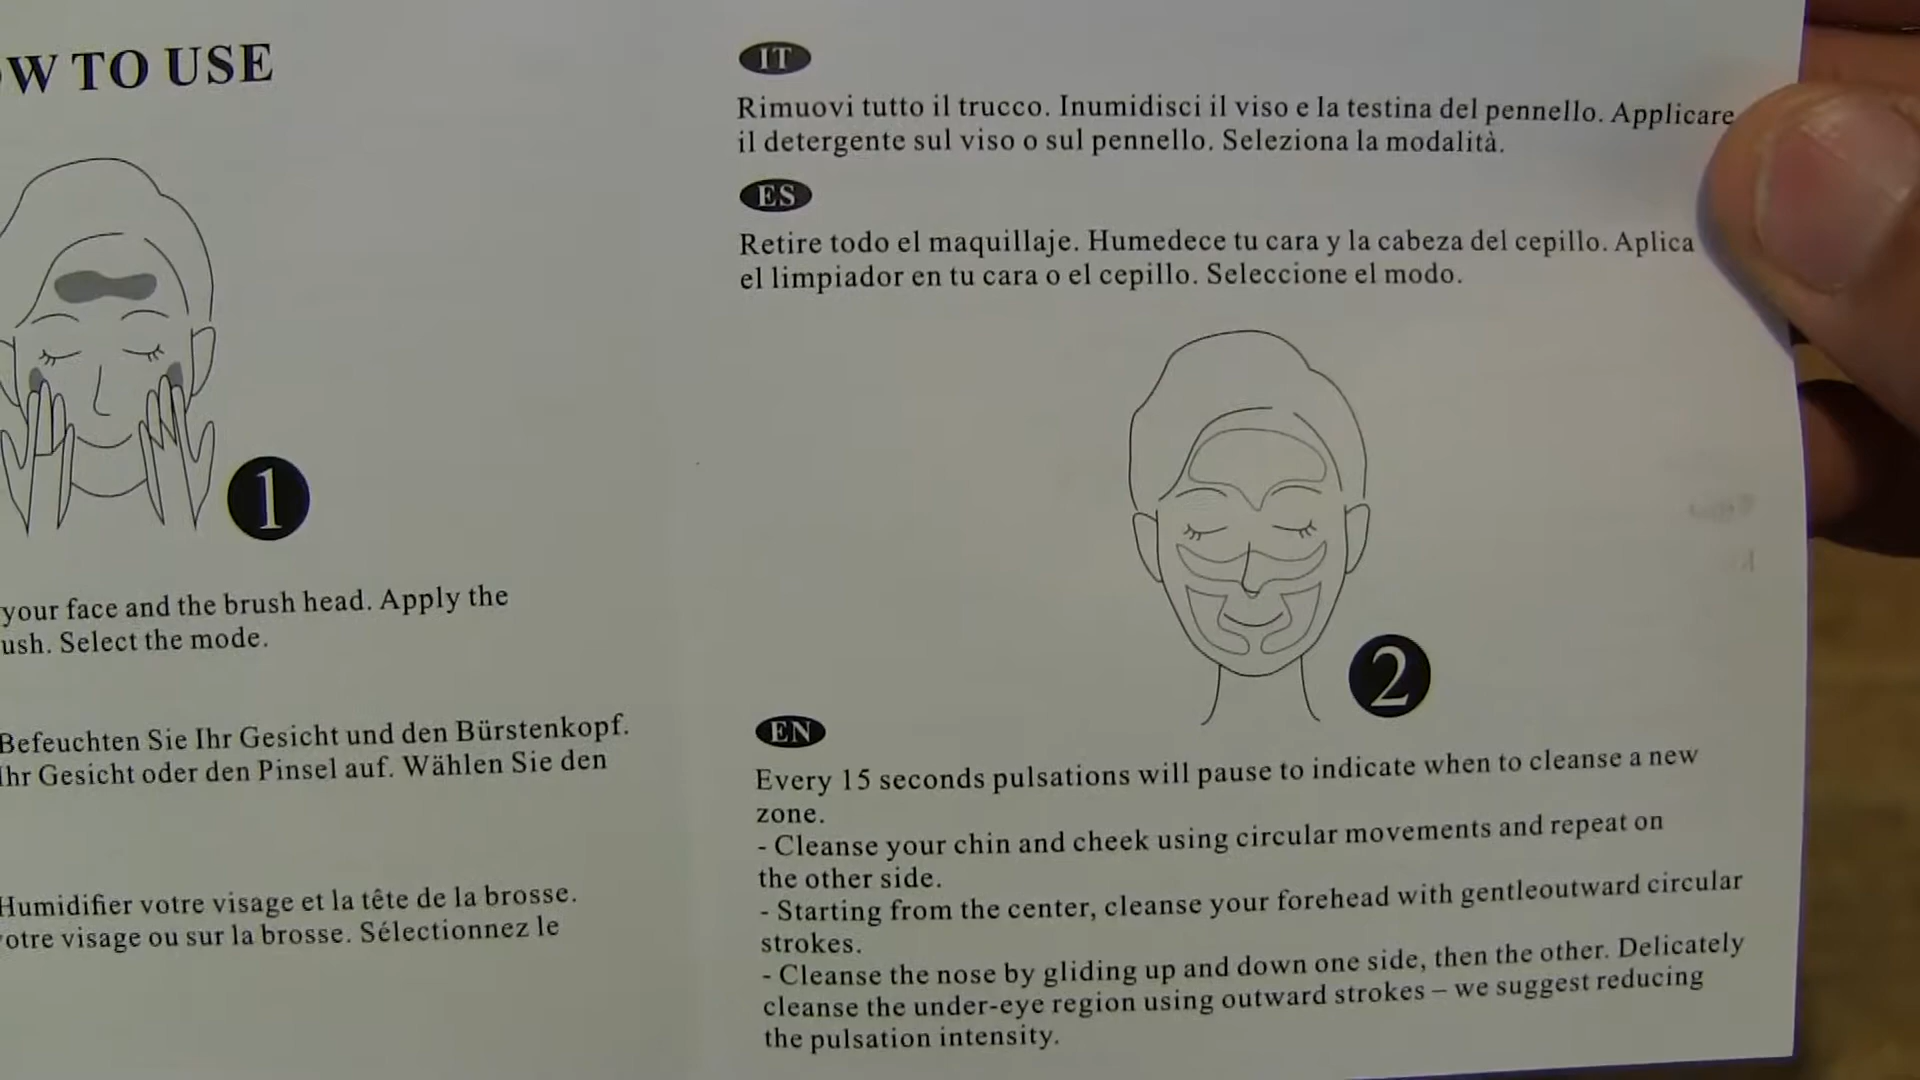 W TO USE
1
your face and the brush head. Apply the
ush. Select the mode.
Befeuchten Sie Ihr Gesicht und den Bürstenkopf.
Ihr Gesicht oder den Pinsel auf. Wählen Sie den
Humidifier votre visage et la tête de la brosse.
otre visage ou sur la brosse. Sélectionnez le
IT
Rimuovi tutto il trucco. Inumidisci il viso e la testina del pennello. Applicare
il detergente sul viso o sul pennello. Seleziona la modalità.
ES
Retire todo el maquillaje. Humedece tu cara y la cabeza del cepillo. Aplica
el limpiador en tu cara o el cepillo. Seleccione el modo.
2
EN
Every 15 seconds pulsations will pause to indicate when to cleanse a new
zone.
- Cleanse your chin and cheek using circular movements and repeat on
the other side.
- Starting from the center, cleanse your forehead with gentleoutward circular
strokes.
- Cleanse the nose by gliding up and down one side, then the other. Delicately
cleanse the under-eye region using outward strokes – we suggest reducing
the pulsation intensity.